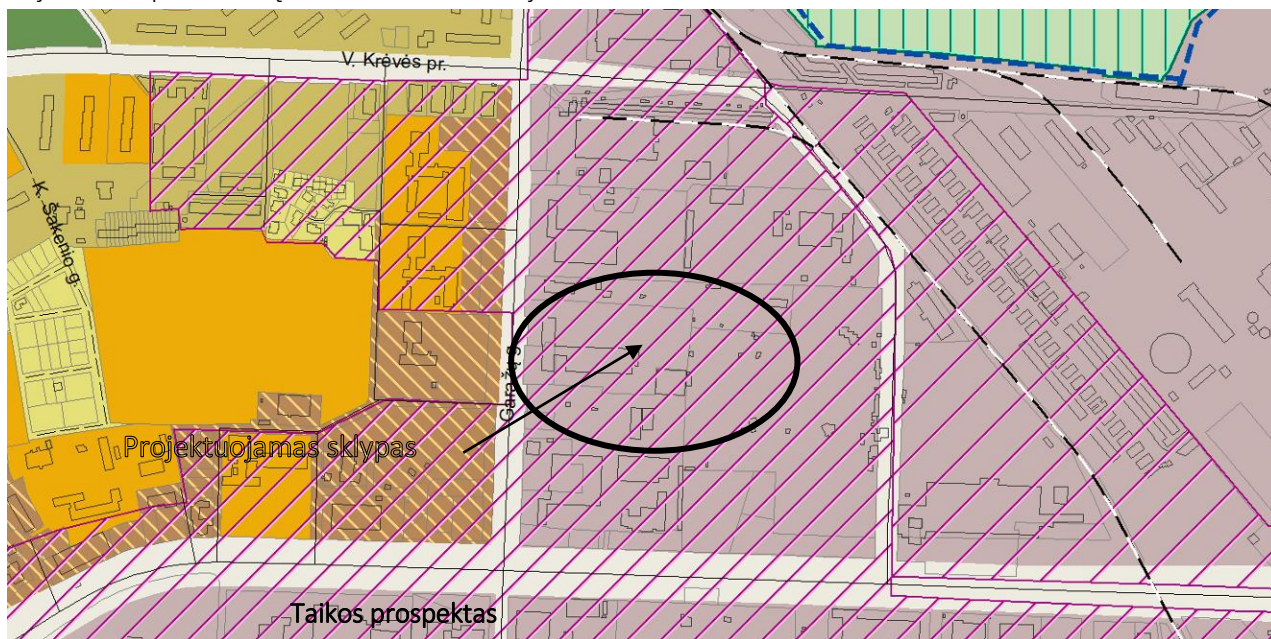 V. Krėvės pr.
K. Šakenio g.
Garažų g.
Projektuojamas sklypas
Taikos prospektas